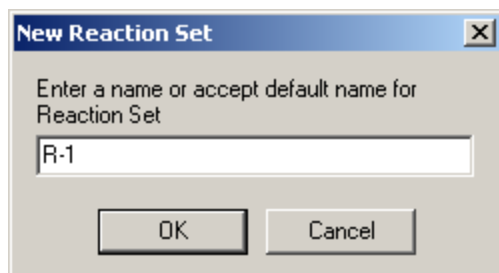 New Reaction Set
Enter a name or accept default name for
Reaction Set
R-1
OK
Cancel